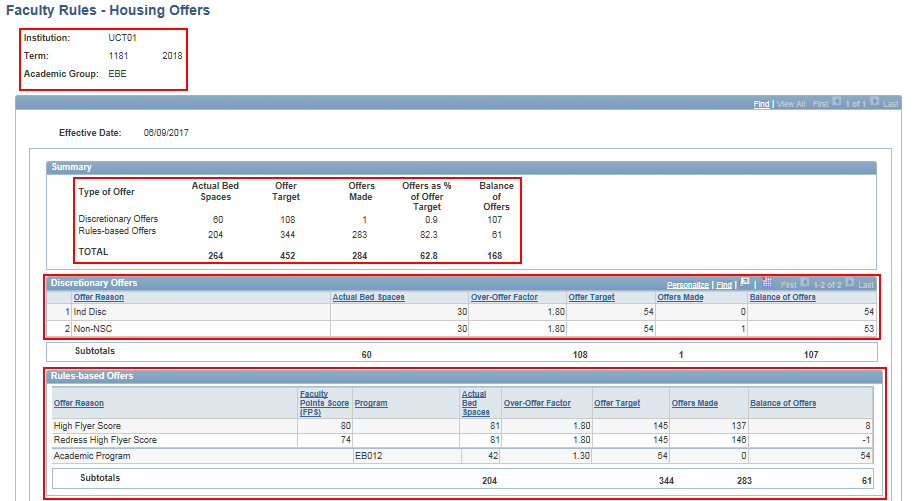 Faculty Rules - Housing Offers
Institution: UCT01
Term: 1181 2018
Academic Group: EBE
Find | View All First 1 of 1 Last
Effective Date: 06/09/2017
Summary
Type of Offer Actual Bed Spaces Offer Target Offers Made Offers as % of Offer Target Balance of Offers
Discretionary Offers 60 108 1 0.9 107
Rules-based Offers 204 344 283 82.3 61
TOTAL 264 452 284 62.8 168
Discretionary Offers Personalize | Find | | First 1-2 of 2 Last
Offer Reason Actual Bed Spaces Over-Offer Factor Offer Target Offers Made Balance of Offers
1 Ind Disc 30 1.80 54 0 54
2 Non-NSC 30 1.80 54 1 53
Subtotals 60 108 1 107
Rules-based Offers
Offer Reason Faculty Points Score (FPS) Program Actual Bed Spaces Over-Offer Factor Offer Target Offers Made Balance of Offers
High Flyer Score 80 81 1.80 145 137 8
Redress High Flyer Score 74 81 1.80 145 146 -1
Academic Program EB012 42 1.30 54 0 54
Subtotals 204 344 283 61